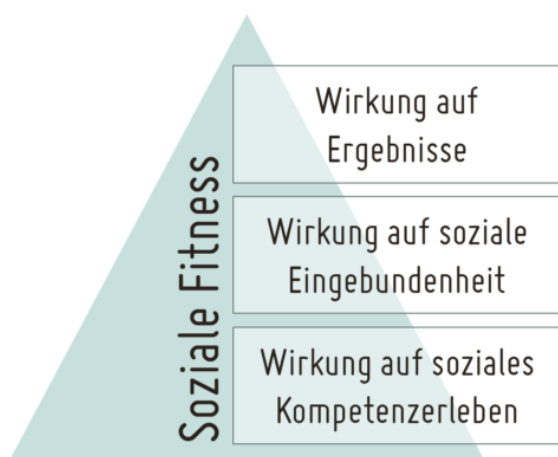 Soziale Fitness
Wirkung auf
Ergebnisse
Wirkung auf soziale
Eingebundenheit
Wirkung auf soziales
Kompetenzerleben